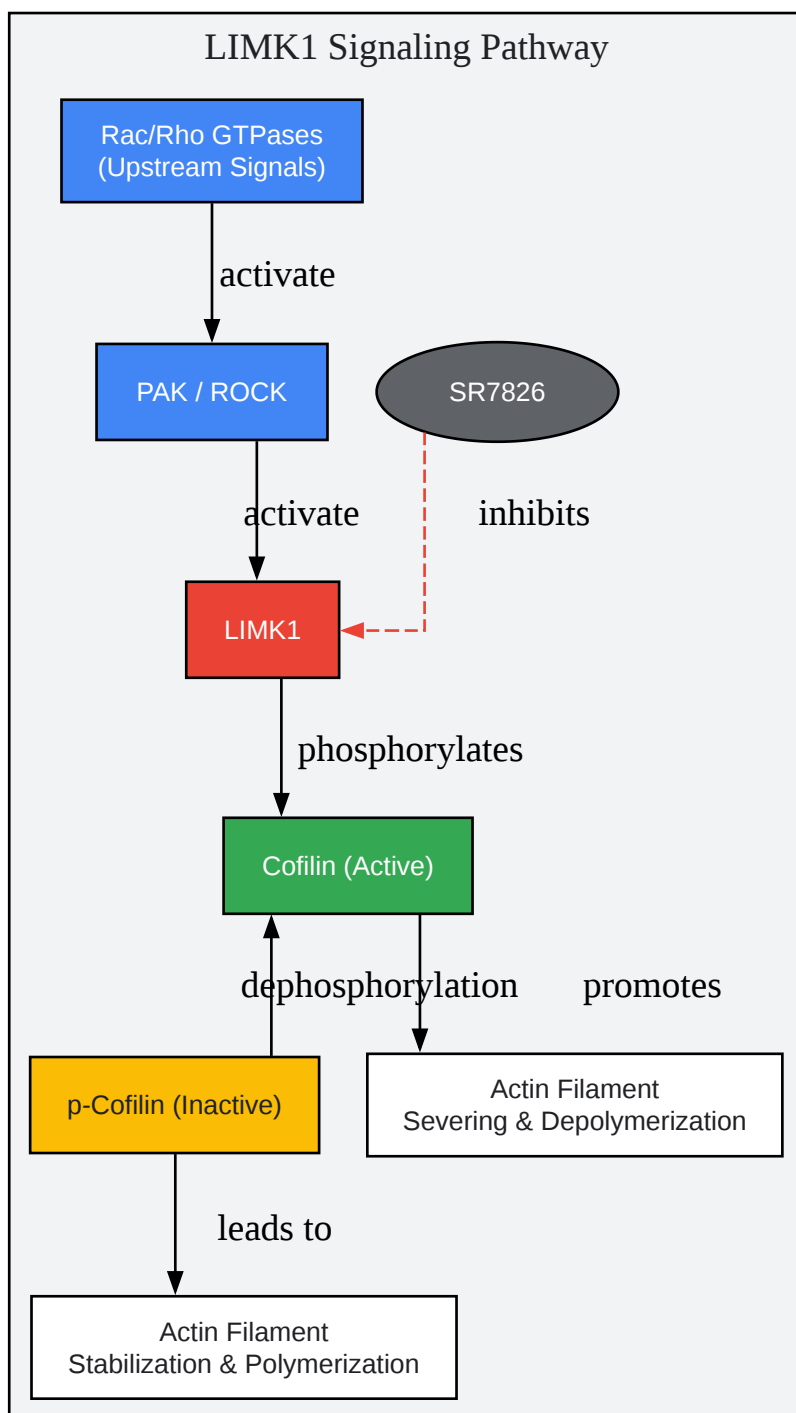 LIMK1 Signaling Pathway
Rac/Rho GTPases
(Upstream Signals)
activate
PAK / ROCK
SR7826
activate
inhibits
LIMK1
phosphorylates
Cofilin (Active)
dephosphorylation
promotes
p-Cofilin (Inactive)
Actin Filament
Severing & Depolymerization
leads to
Actin Filament
Stabilization & Polymerization